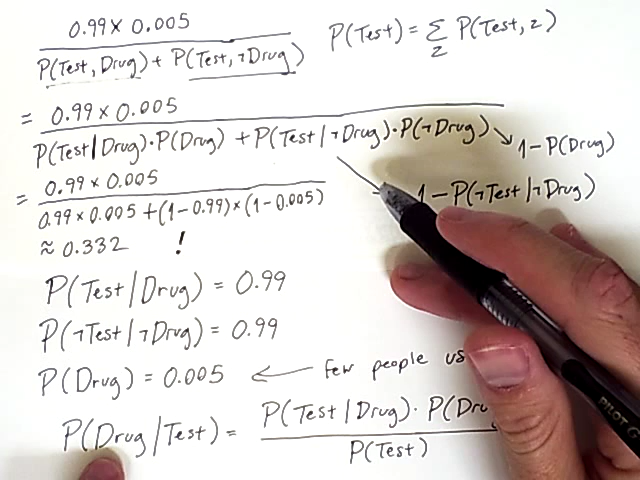 0.99 × 0.005
P(Test, Drug) + P(Test, ¬Drug)
P(Test) = Σ P(Test, z)
z
= 0.99 × 0.005
P(Test|Drug)·P(Drug) + P(Test|¬Drug)·P(¬Drug)
1 - P(Drug)
= 0.99 × 0.005
0.99 × 0.005 + (1-0.99)×(1-0.005)
1 - P(¬Test|¬Drug)
≈ 0.332 !
P(Test|Drug) = 0.99
P(¬Test|¬Drug) = 0.99
P(Drug) = 0.005 ← few people
P(Drug/Test) = P(Test|Drug)·P(Dru
P(Test)
PILOT G